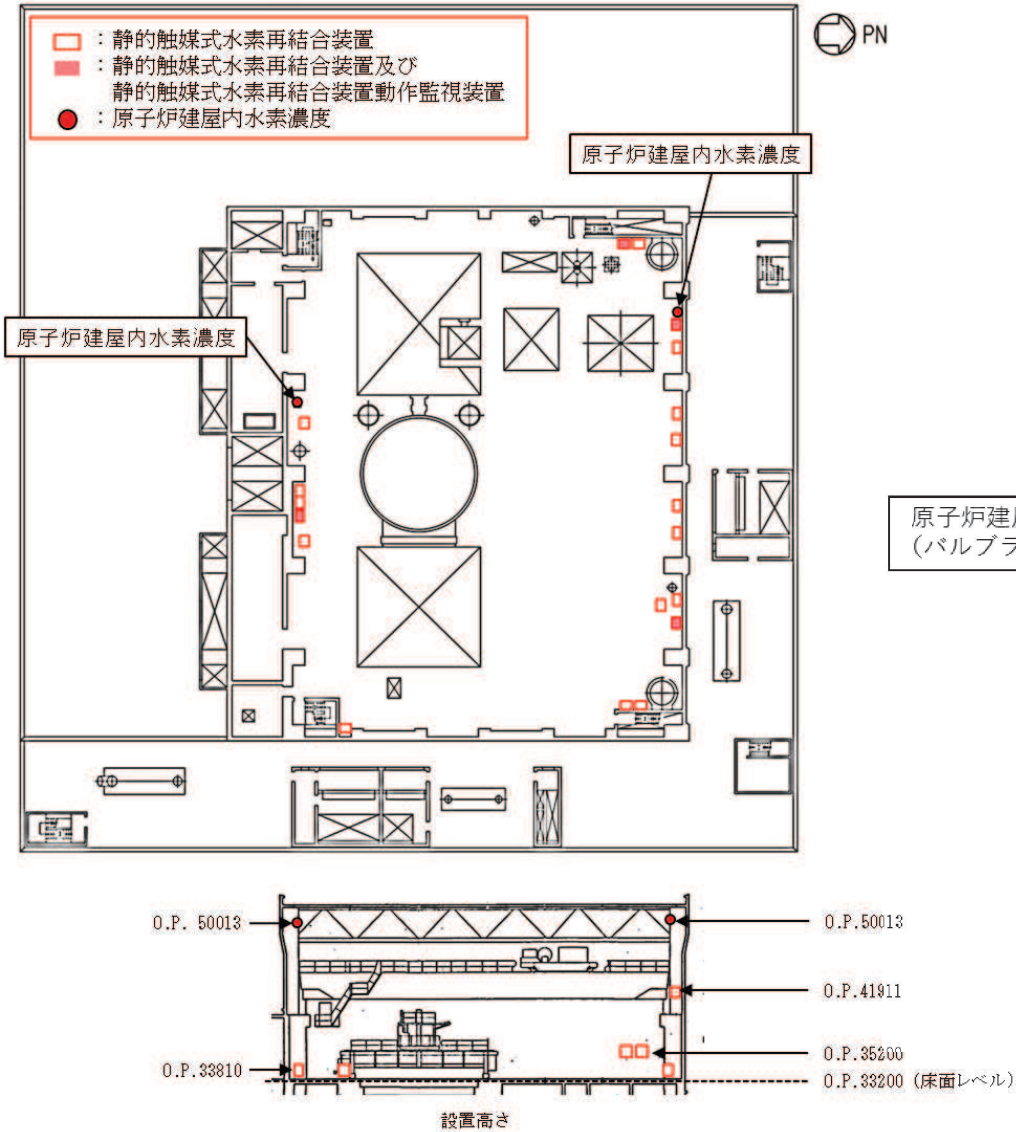 ：静的触媒式水素再結合装置
：静的触媒式水素再結合装置及び
静的触媒式水素再結合装置動作監視装置
：原子炉建屋内水素濃度
PN
原子炉建屋内水素濃度
原子炉建屋内水素濃度
原子炉建
(バルブラ
O.P. 50013
O.P.50013
O.P.41911
O.P.35200
O.P.33810
O.P.33200 (床面レベル)
設置高さ